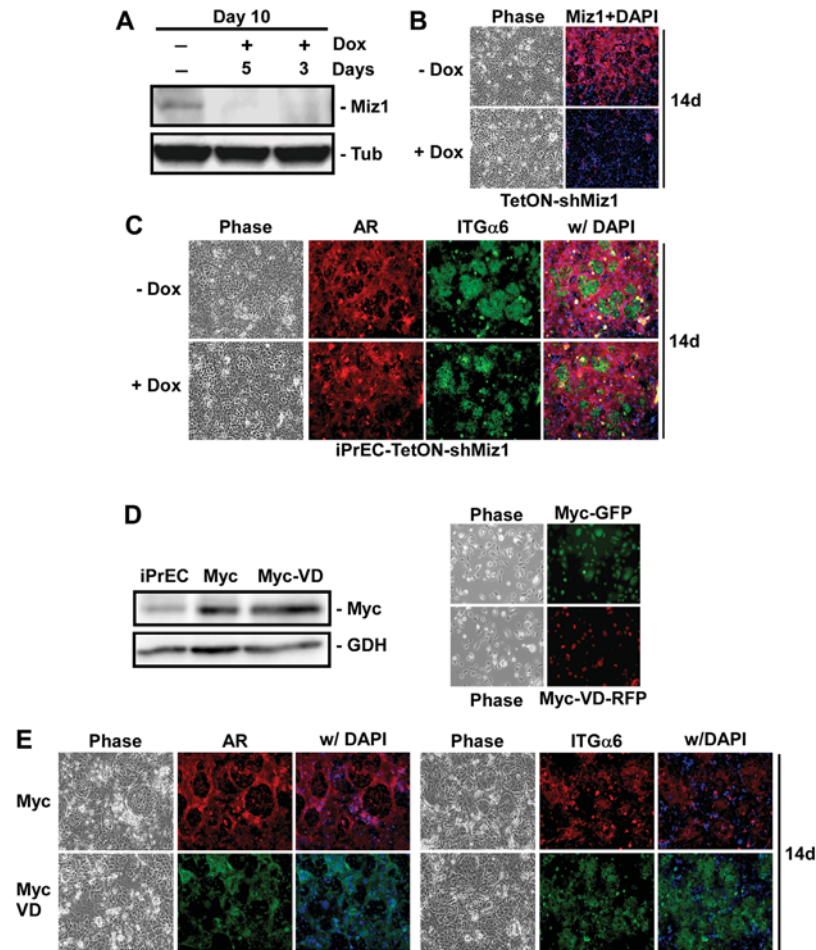 A
Day 10
– + + Dox
– 5 3 Days
- Miz1
- Tub
B
Phase Miz1+DAPI
- Dox
+ Dox
14d
TetON-shMiz1
C
Phase AR ITGα6 w/ DAPI
- Dox
+ Dox
14d
iPrEC-TetON-shMiz1
D
iPrEC Myc Myc-VD
- Myc
- GDH
Phase Myc-GFP
Phase Myc-VD-RFP
E
Phase AR w/ DAPI Phase ITGα6 w/DAPI
Myc
Myc
VD
14d